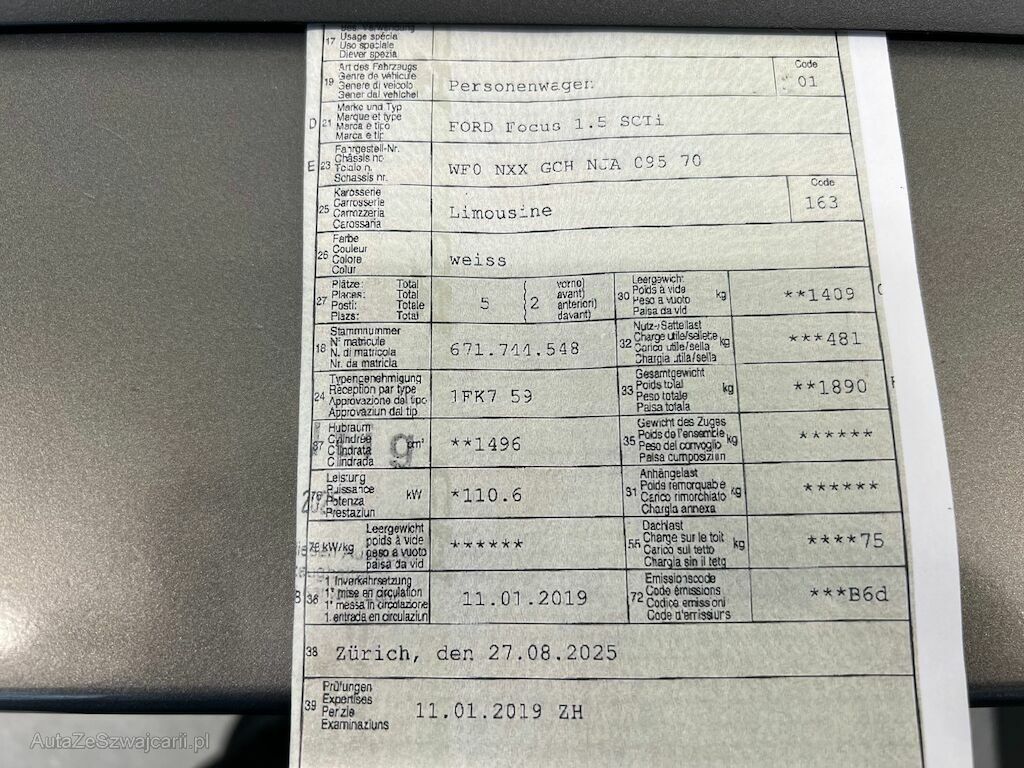 17 Usage spécia
Uso speciale
Diever spezia
19 Art des Fahrzeugs
Genre de véhicule
Genere di veicolo
Gener dal vehichel
Personenwagen
Code
01
D 21 Marke und Typ
Marque et type
Marca e tipo
Marca e tip
FORD Focus 1.5 SCTi
E 23 Fahrgestell-Nr.
Châssis no
Telaio n.
Schassis nr.
WF0 NXX GCH NJA C95 70
25 Karosserie
Carrosserie
Carrozzeria
Carossaria
Limousine
Code
163
26 Farbe
Couleur
Colore
Colur
weiss
27 Plätze: Total
Places: Total
Posti: Totale
Plazs: Total
5 ( 2 vorne)
avant)
anteriori)
davant)
30 Leergewicht
Poids à vide
Peso a vuoto
Paisa da vid
kg
**1409
18 Stammnummer
N° matricule
N. di matricola
Nr. da matricla
671.711.548
32 Nutz-/Sattellast
Charge utile/sellette
Carico utile/sella
Chargia utila/sella
kg
***481
24 Typengenehmigung
Réception par type
Approvazione del tipo
Approvaziun dal tip
1FK7 59
33 Gesamtgewicht
Poids total
Peso totale
Paisa totala
kg
**1890
37 Hubraum
Cylindrée
Cilindrata
Cilindrada
cm³
**1496
35 Gewicht des Zuges
Poids de l'ensemble
Peso del convoglio
Paisa cumposiziun
kg
******
76 Leistung
Puissance
Potenza
Prestaziun
kW
*110.6
31 Anhängelast
Poids remorquable
Carico rimorchiato
Chargia annexa
kg
******
78 kW/kg
Leergewicht
poids à vide
peso a vuoto
paisa da vid
******
55 Dachlast
Charge sur le toit
Carico sul tetto
Chargia sin il tetg
kg
****75
B 36 1. Inverkehrsetzung
1re mise en circulation
1a messa in circolazione
1. entrada en circulaziun
11.01.2019
72 Emissionscode
Code émissions
Codice emissioni
Code d'emissiuns
***B6d
38 Zürich, den 27.08.2025
39 Prüfungen
Expertises
Perizie
Examinaziuns
11.01.2019 ZH
AutaZeSzwajcarii.pl